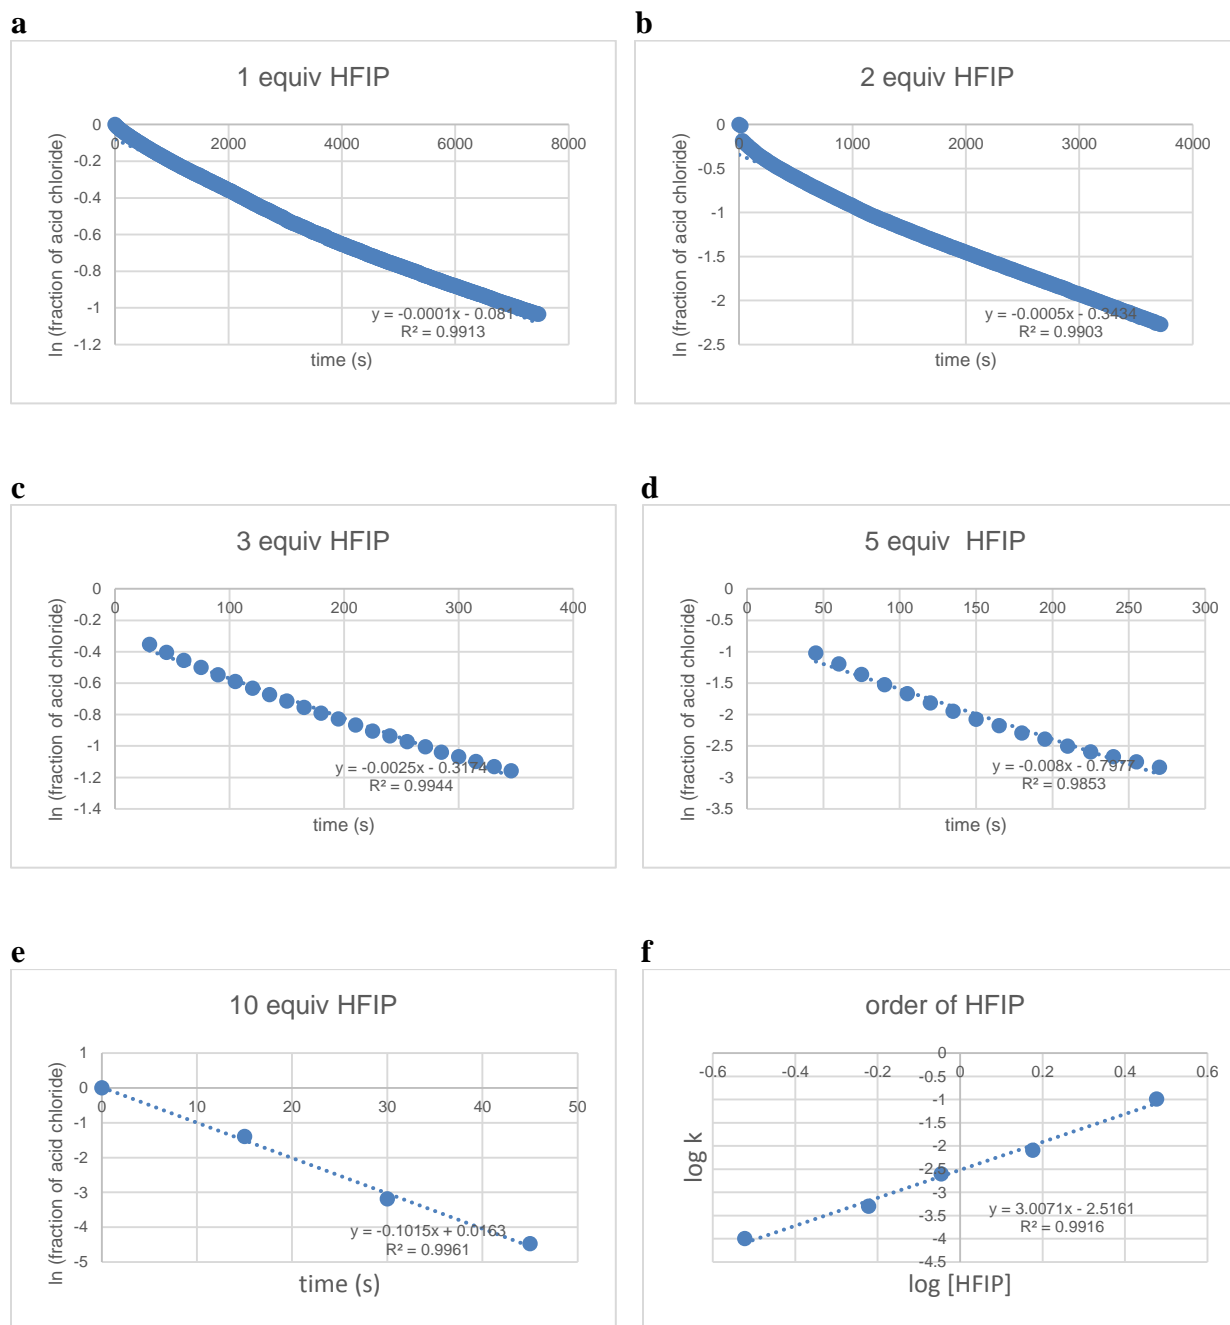 a
1 equiv HFIP
ln (fraction of acid chloride)
0
-0.2
-0.4
-0.6
-0.8
-1
-1.2
0 2000 4000 6000 8000
y = -0.0001x - 0.081
R² = 0.9913
time (s)
b
2 equiv HFIP
ln (fraction of acid chloride)
0
-0.5
-1
-1.5
-2
-2.5
0 1000 2000 3000 4000
y = -0.0005x - 0.3434
R² = 0.9903
time (s)
c
3 equiv HFIP
ln (fraction of acid chloride)
0
-0.2
-0.4
-0.6
-0.8
-1
-1.2
-1.4
0 100 200 300 400
y = -0.0025x - 0.3174
R² = 0.9944
time (s)
d
5 equiv HFIP
ln (fraction of acid chloride)
0
-0.5
-1
-1.5
-2
-2.5
-3
-3.5
0 50 100 150 200 250 300
y = -0.008x - 0.7977
R² = 0.9853
time (s)
e
10 equiv HFIP
ln (fraction of acid chloride)
1
0
-1
-2
-3
-4
-5
0 10 20 30 40 50
y = -0.1015x + 0.0163
R² = 0.9961
time (s)
f
order of HFIP
log k
0
-0.5
-1
-1.5
-2
-2.5
-3
-3.5
-4
-4.5
-0.6 -0.4 -0.2 0 0.2 0.4 0.6
y = 3.0071x - 2.5161
R² = 0.9916
log [HFIP]